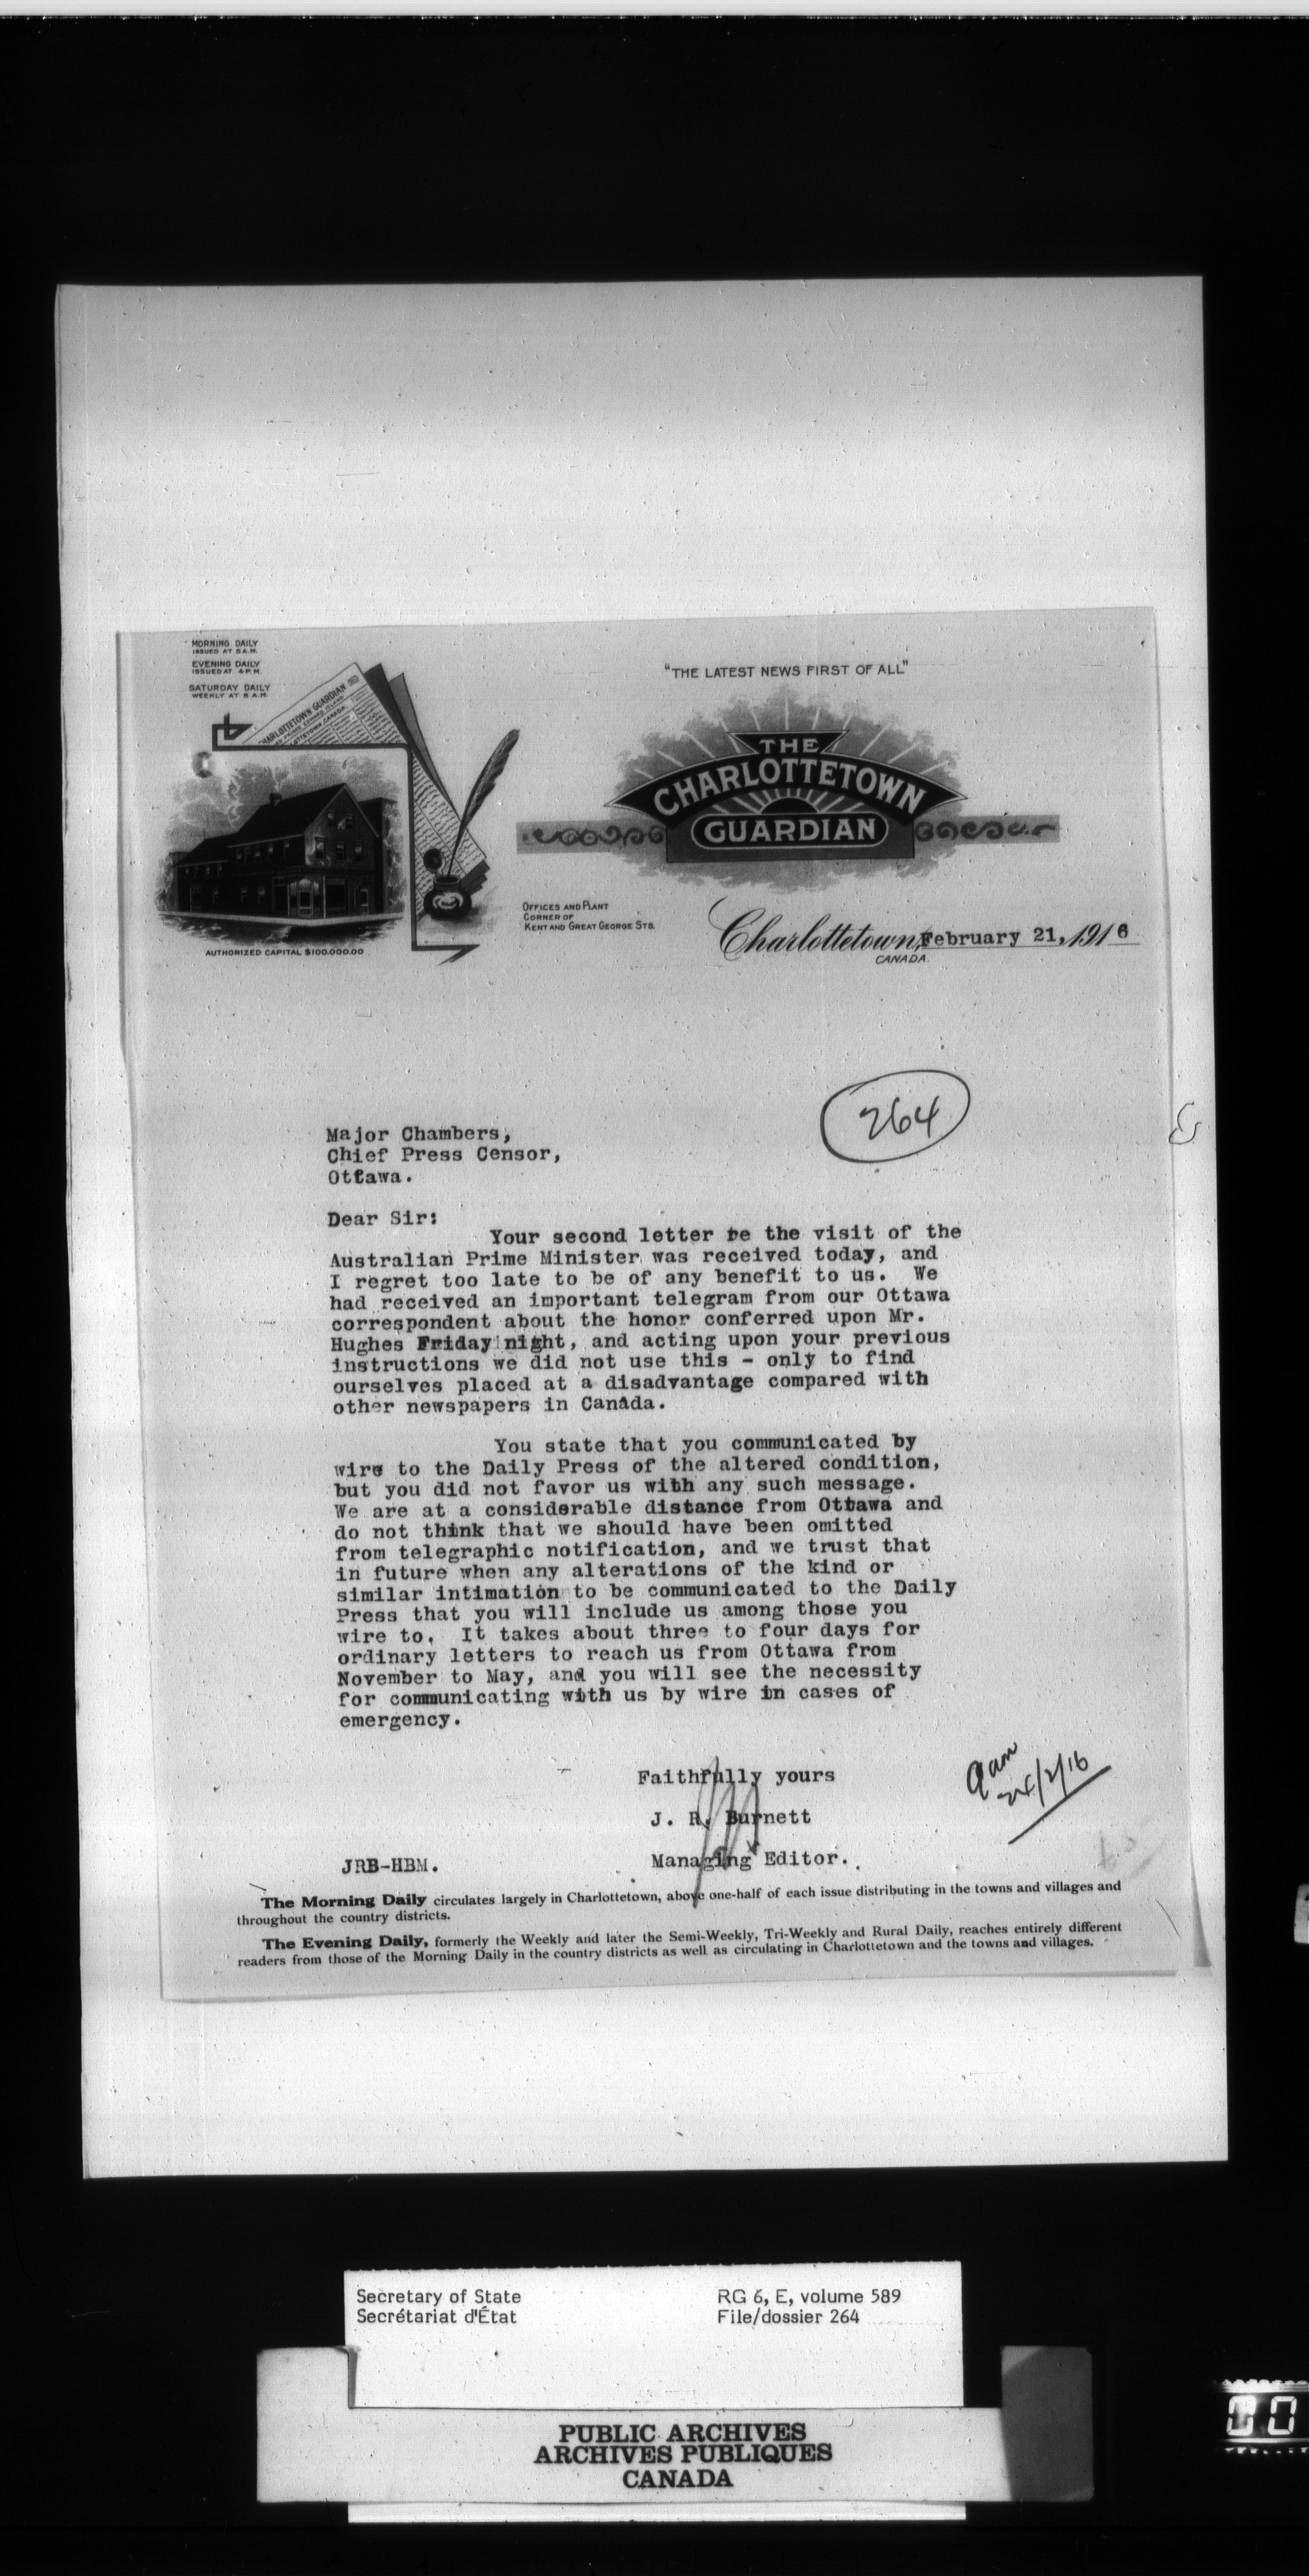 MORNING DAILY
ISSUED AT 5 A.M.
EVENING DAILY
ISSUED AT 4 P.M.
SATURDAY DAILY
WEEKLY AT 8 A.M.
CHARLOTTETOWN GUARDIAN
AUTHORIZED CAPITAL $100.000.00
"THE LATEST NEWS FIRST OF ALL"
THE
CHARLOTTETOWN
GUARDIAN
OFFICES AND PLANT
CORNER OF
KENT AND GREAT GEORGE STS.
Charlottetown, February 21, 1916
CANADA.
264
Major Chambers,
Chief Press Censor,
Ottawa.
Dear Sir:
Your second letter re the visit of the
Australian Prime Minister was received today, and
I regret too late to be of any benefit to us. We
had received an important telegram from our Ottawa
correspondent about the honor conferred upon Mr.
Hughes Friday night, and acting upon your previous
instructions we did not use this - only to find
ourselves placed at a disadvantage compared with
other newspapers in Canada.
You state that you communicated by
wire to the Daily Press of the altered condition,
but you did not favor us with any such message.
We are at a considerable distance from Ottawa and
do not think that we should have been omitted
from telegraphic notification, and we trust that
in future when any alterations of the kind or
similar intimation to be communicated to the Daily
Press that you will include us among those you
wire to. It takes about three to four days for
ordinary letters to reach us from Ottawa from
November to May, and you will see the necessity
for communicating with us by wire in cases of
emergency.
Faithfully yours
J. R. Burnett
Managing Editor.
9am
24/2/16
JRB-HBM.
The Morning Daily circulates largely in Charlottetown, above one-half of each issue distributing in the towns and villages and
throughout the country districts.
The Evening Daily, formerly the Weekly and later the Semi-Weekly, Tri-Weekly and Rural Daily, reaches entirely different
readers from those of the Morning Daily in the country districts as well as circulating in Charlottetown and the towns and villages.
Secretary of State
Secrétariat d'État
RG 6, E, volume 589
File/dossier 264
PUBLIC ARCHIVES
ARCHIVES PUBLIQUES
CANADA
00